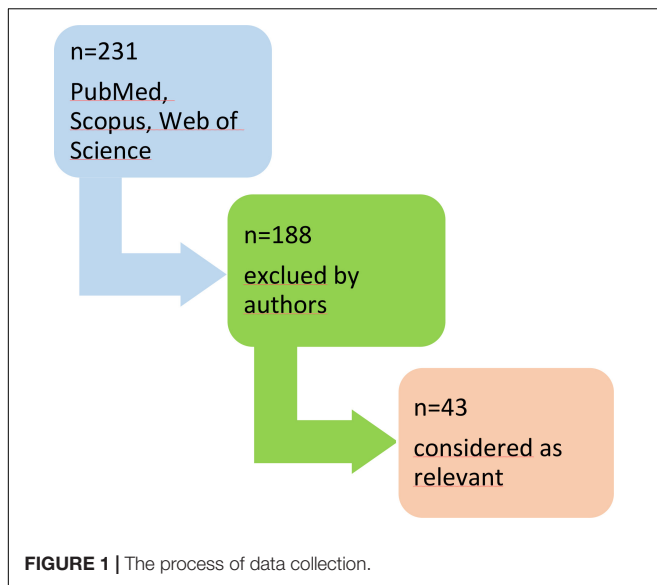 n=231
PubMed,
Scopus, Web of
Science
n=188
exclued by
authors
n=43
considered as
relevant
FIGURE 1 | The process of data collection.